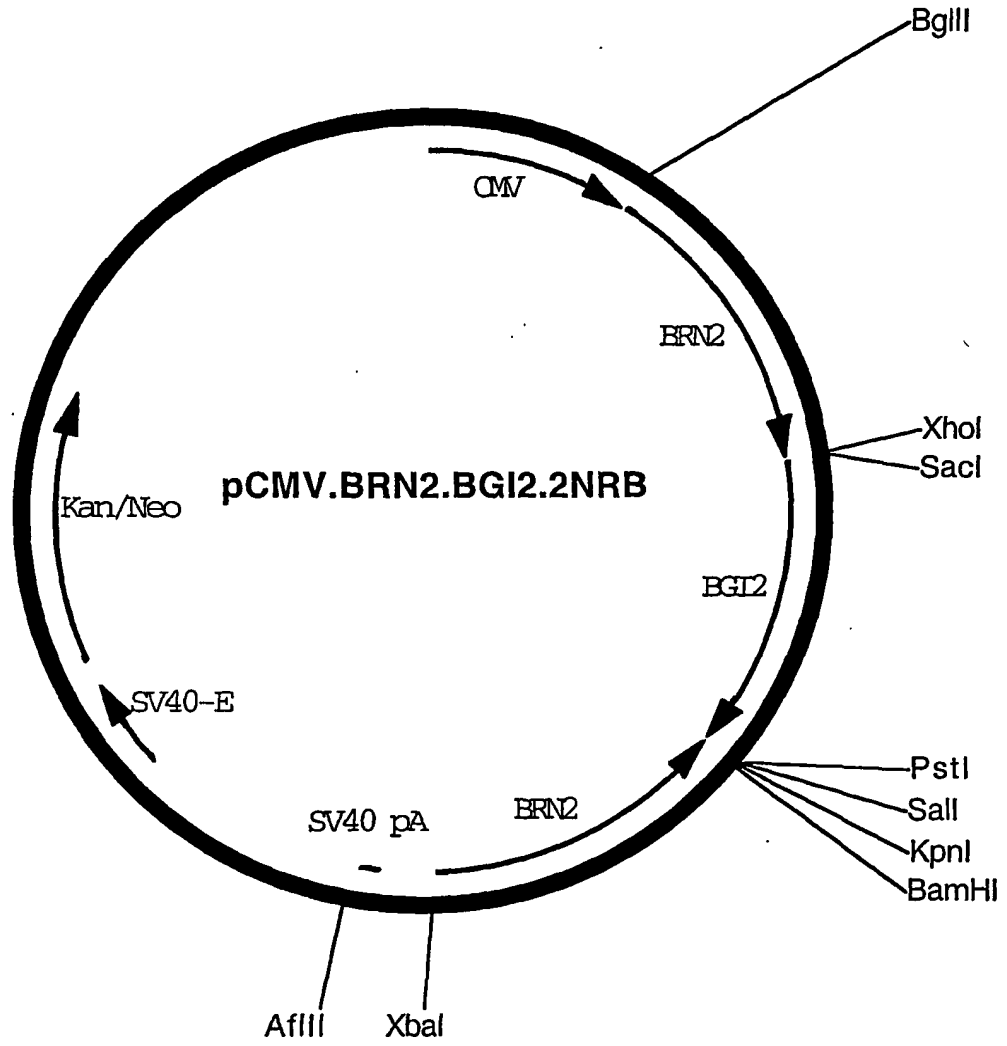 BglII
CMV
BRN2
XhoI
SacI
pCMV.BRN2.BGI2.2NRB
Kan/Neo
BGI2
SV40-E
PstI
SalI
KpnI
BamHI
BRN2
SV40 pA
AflII
XbaI